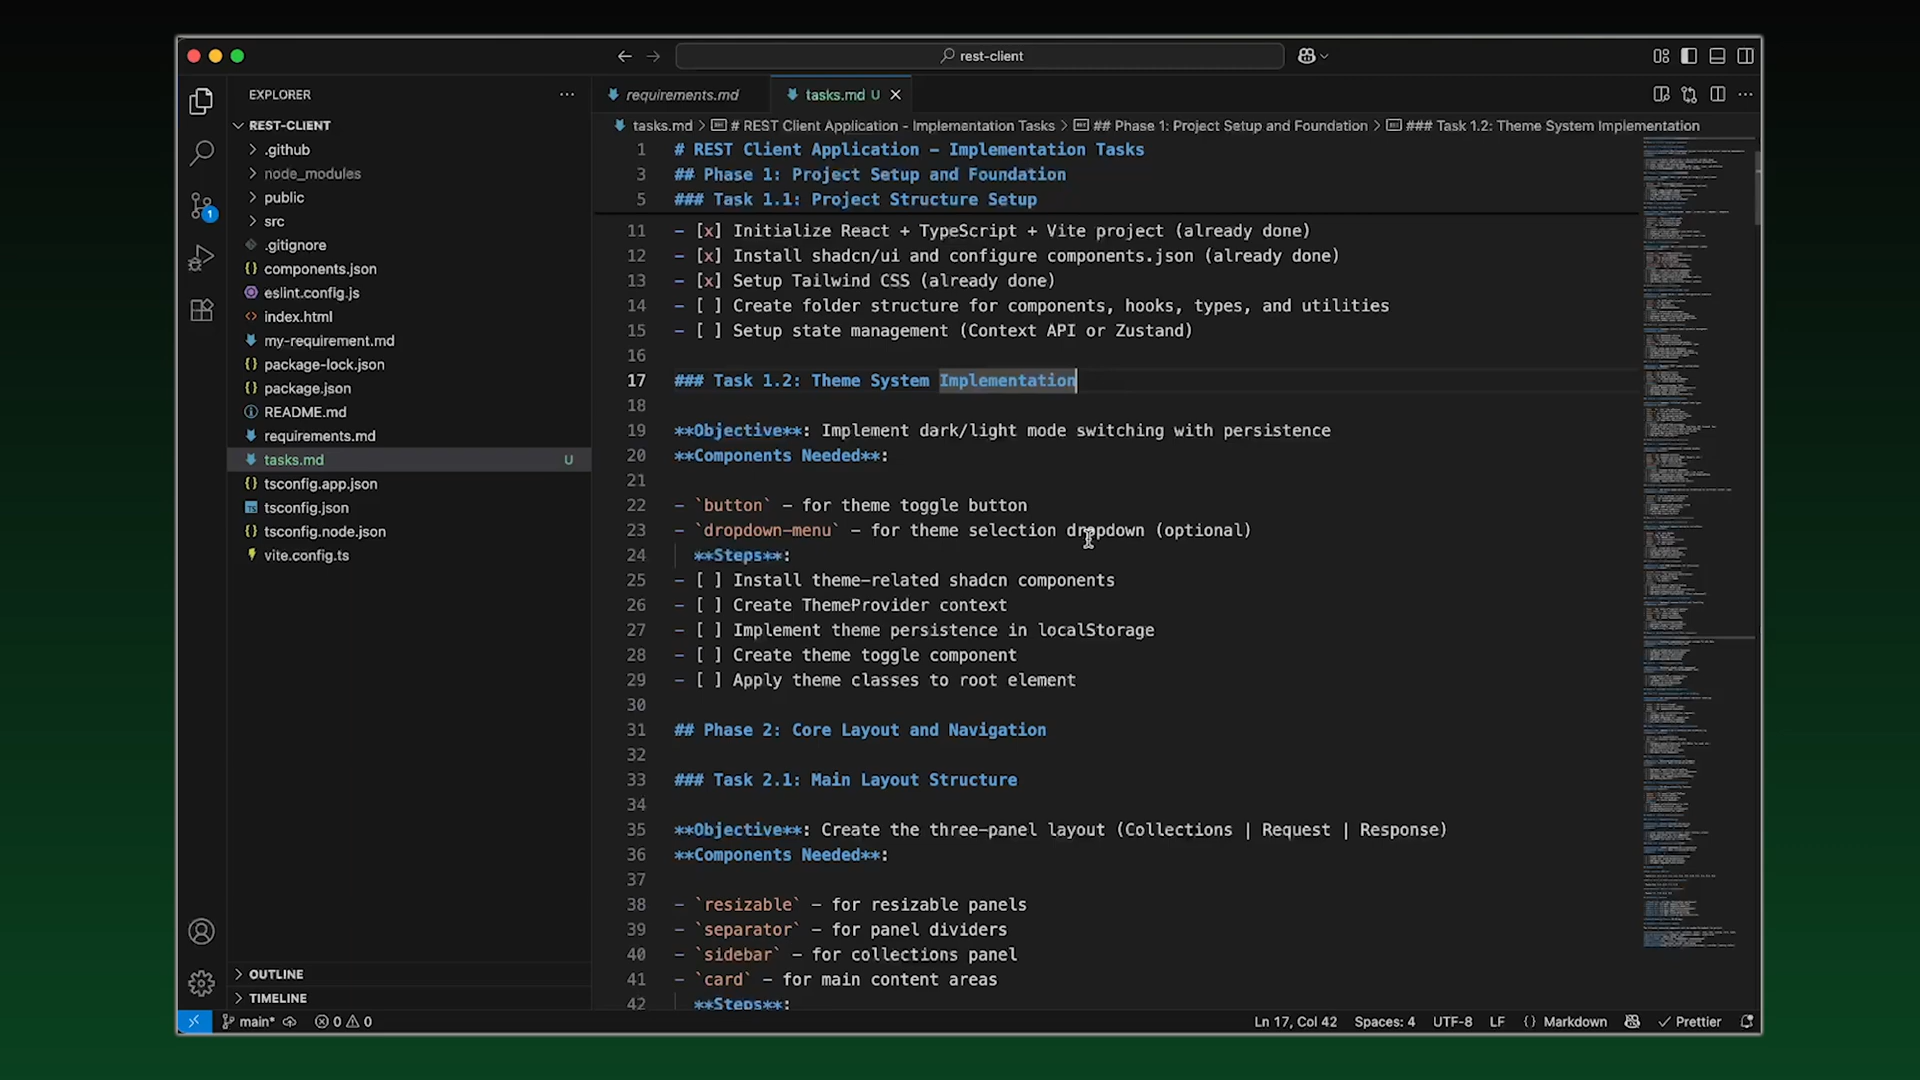 rest-client
EXPLORER
REST-CLIENT
.github
node_modules
public
src
.gitignore
components.json
eslint.config.js
index.html
my-requirement.md
package-lock.json
package.json
README.md
requirements.md
tasks.md U
tsconfig.app.json
tsconfig.json
tsconfig.node.json
vite.config.ts
OUTLINE
TIMELINE
requirements.md
tasks.md U
tasks.md > # REST Client Application - Implementation Tasks > ## Phase 1: Project Setup and Foundation > ### Task 1.2: Theme System Implementation
1 # REST Client Application – Implementation Tasks
3 ## Phase 1: Project Setup and Foundation
5 ### Task 1.1: Project Structure Setup
11 - [x] Initialize React + TypeScript + Vite project (already done)
12 - [x] Install shadcn/ui and configure components.json (already done)
13 - [x] Setup Tailwind CSS (already done)
14 - [ ] Create folder structure for components, hooks, types, and utilities
15 - [ ] Setup state management (Context API or Zustand)
16
17 ### Task 1.2: Theme System Implementation
18
19 **Objective**: Implement dark/light mode switching with persistence
20 **Components Needed**:
21
22 - `button` - for theme toggle button
23 - `dropdown-menu` - for theme selection dropdown (optional)
24 **Steps**:
25 - [ ] Install theme-related shadcn components
26 - [ ] Create ThemeProvider context
27 - [ ] Implement theme persistence in localStorage
28 - [ ] Create theme toggle component
29 - [ ] Apply theme classes to root element
30
31 ## Phase 2: Core Layout and Navigation
32
33 ### Task 2.1: Main Layout Structure
34
35 **Objective**: Create the three-panel layout (Collections | Request | Response)
36 **Components Needed**:
37
38 - `resizable` - for resizable panels
39 - `separator` - for panel dividers
40 - `sidebar` - for collections panel
41 - `card` - for main content areas
42 **Steps**:
1
main* 0 0
Ln 17, Col 42 Spaces: 4 UTF-8 LF {} Markdown Prettier